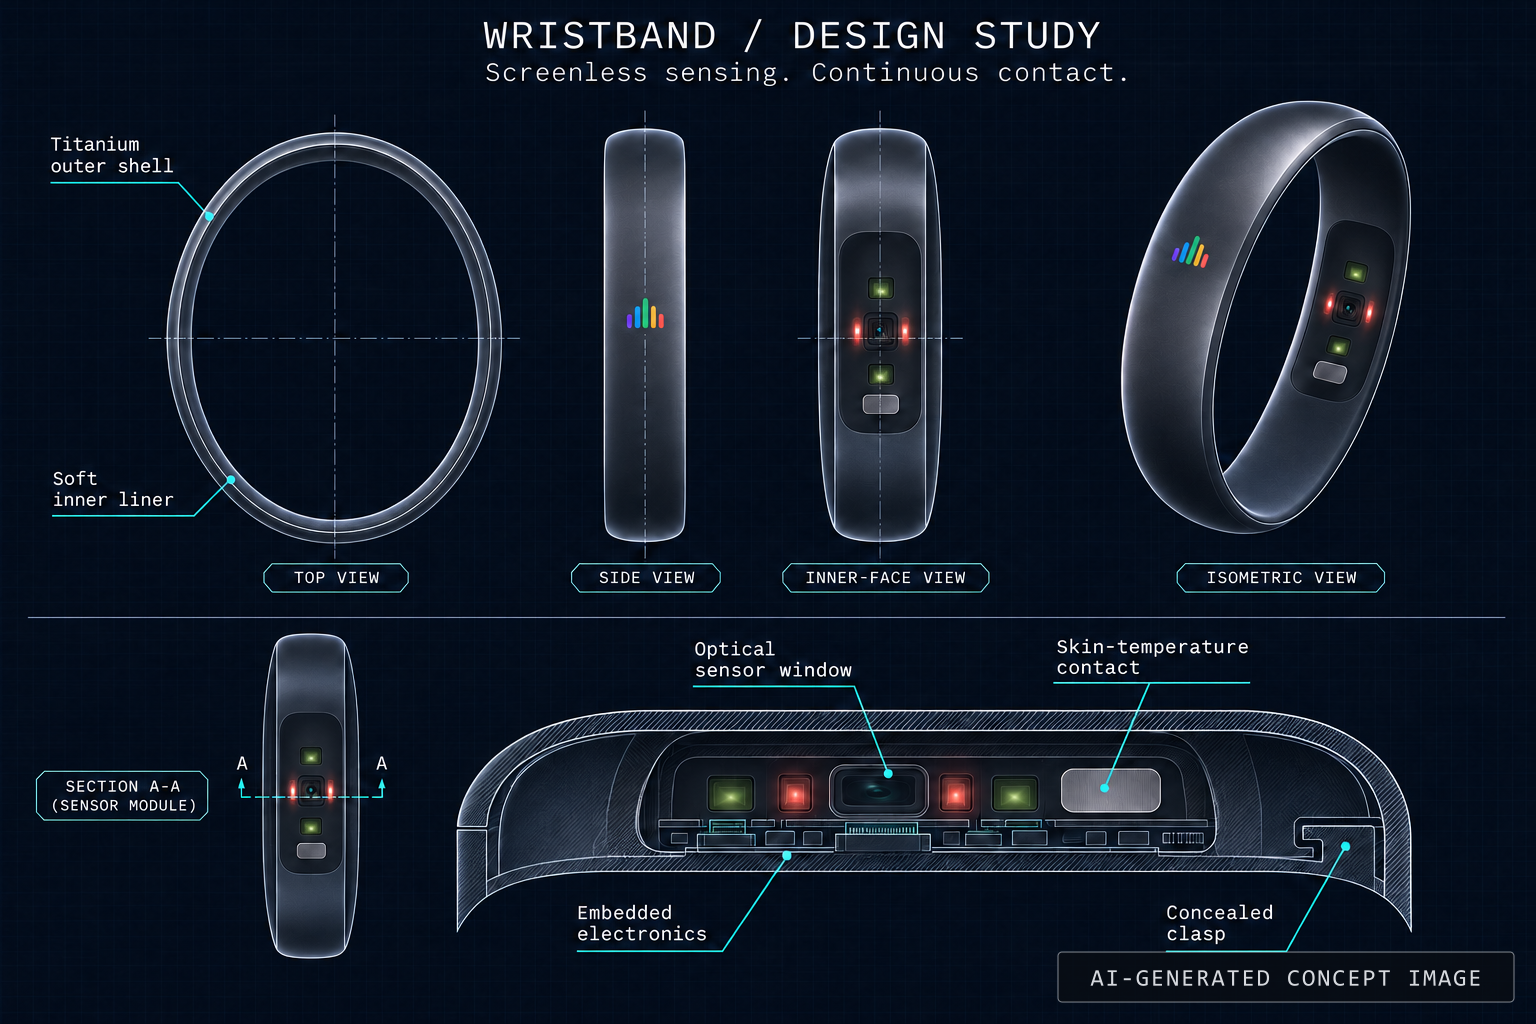 WRISTBAND / DESIGN STUDY
Screenless sensing. Continuous contact.
Titanium
outer shell
Soft
inner liner
TOP VIEW
SIDE VIEW
INNER-FACE VIEW
ISOMETRIC VIEW
SECTION A-A
(SENSOR MODULE)
A
A
Optical
sensor window
Skin-temperature
contact
Embedded
electronics
Concealed
clasp
AI-GENERATED CONCEPT IMAGE